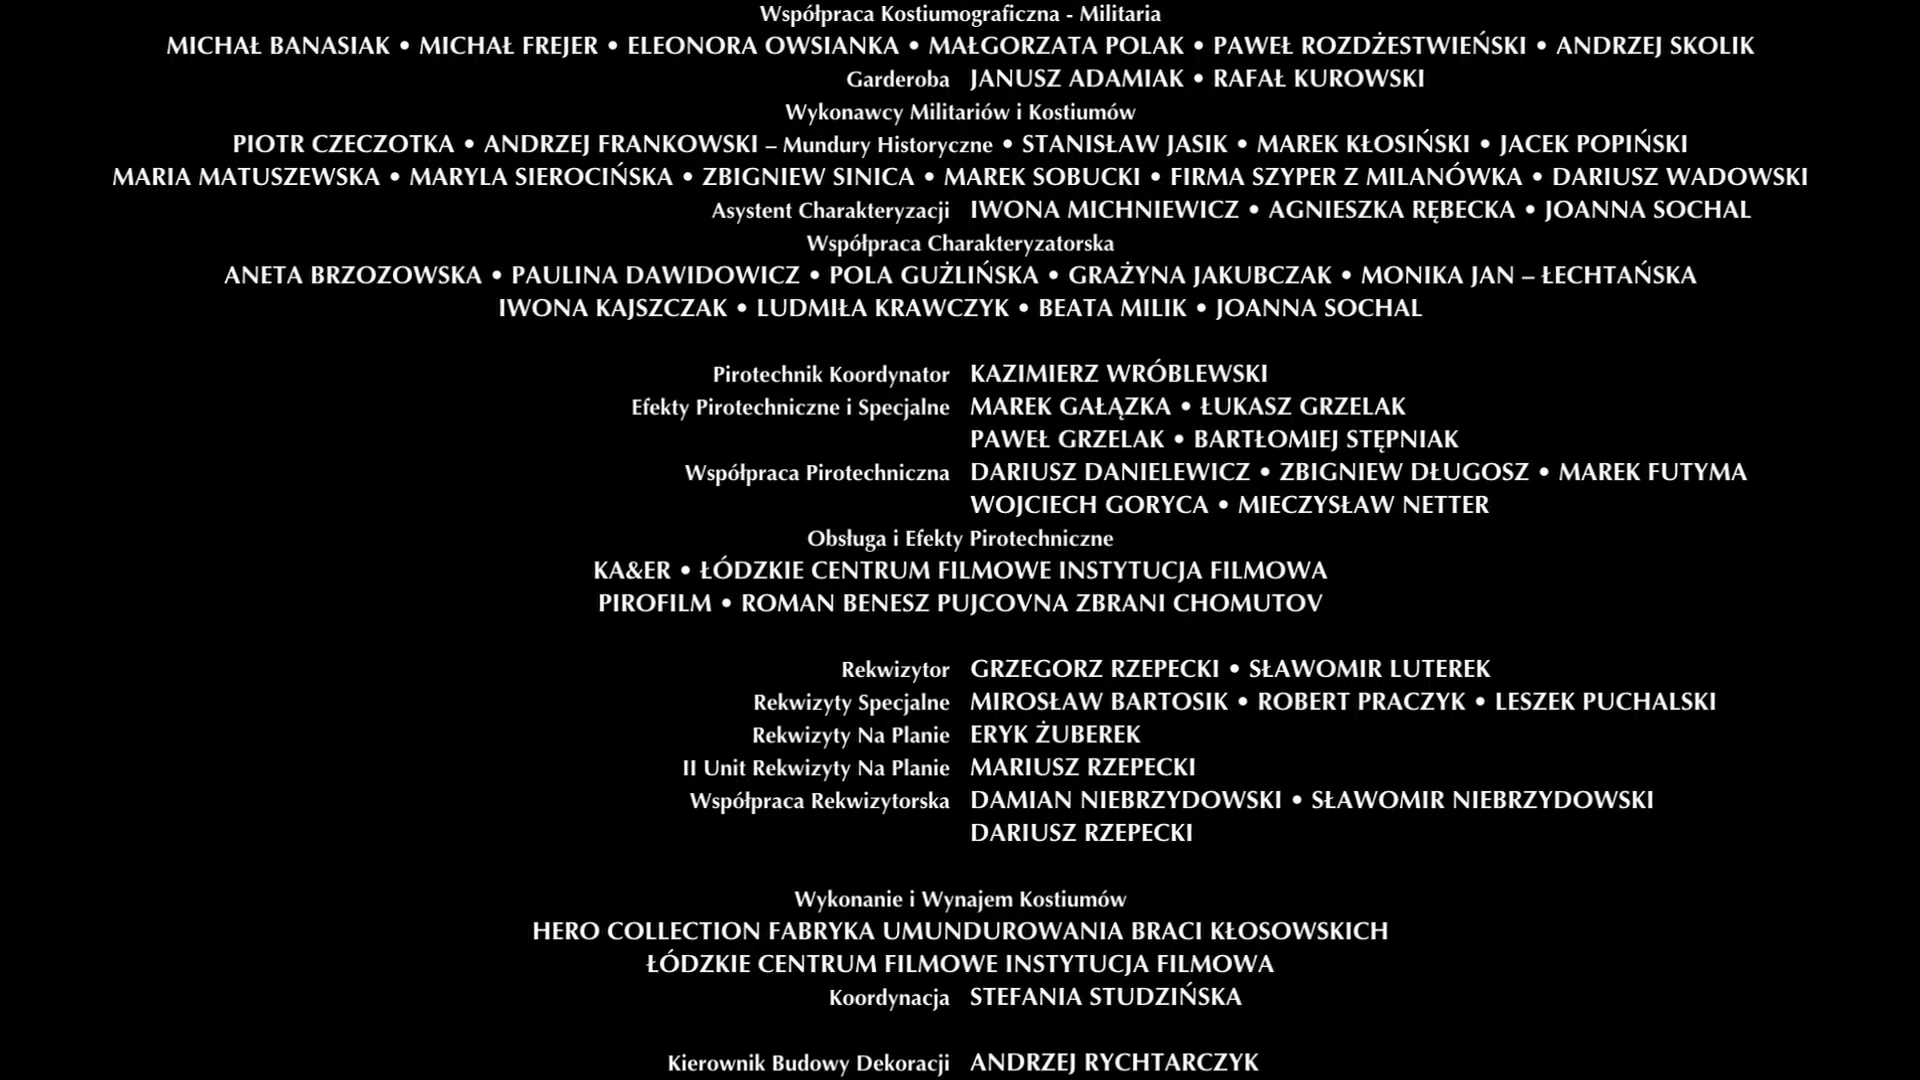 Współpraca Kostiumograficzna - Militaria
MICHAŁ BANASIAK • MICHAŁ FREJER • ELEONORA OWSIANKA • MAŁGORZATA POLAK • PAWEŁ ROZDŻESTWIEŃSKI • ANDRZEJ SKOLIK
Garderoba JANUSZ ADAMIAK • RAFAŁ KUROWSKI
Wykonawcy Militariów i Kostiumów
PIOTR CZECZOTKA • ANDRZEJ FRANKOWSKI – Mundury Historyczne • STANISŁAW JASIK • MAREK KŁOSIŃSKI • JACEK POPIŃSKI
MARIA MATUSZEWSKA • MARYLA SIEROCIŃSKA • ZBIGNIEW SINICA • MAREK SOBUCKI • FIRMA SZYPER Z MILANÓWKA • DARIUSZ WADOWSKI
Asystent Charakteryzacji IWONA MICHNIEWICZ • AGNIESZKA RĘBECKA • JOANNA SOCHAL
Współpraca Charakteryzatorska
ANETA BRZOZOWSKA • PAULINA DAWIDOWICZ • POLA GUŹLIŃSKA • GRAŻYNA JAKUBCZAK • MONIKA JAN – ŁECHTAŃSKA
IWONA KAJSZCZAK • LUDMIŁA KRAWCZYK • BEATA MILIK • JOANNA SOCHAL
Pirotechnik Koordynator KAZIMIERZ WRÓBLEWSKI
Efekty Pirotechniczne i Specjalne MAREK GAŁĄZKA • ŁUKASZ GRZELAK
PAWEŁ GRZELAK • BARTŁOMIEJ STĘPNIAK
Współpraca Pirotechniczna DARIUSZ DANIELEWICZ • ZBIGNIEW DŁUGOSZ • MAREK FUTYMA
WOJCIECH GORYCA • MIECZYSŁAW NETTER
Obsługa i Efekty Pirotechniczne
KA&ER • ŁÓDZKIE CENTRUM FILMOWE INSTYTUCJA FILMOWA
PIROFILM • ROMAN BENESZ PUJCOVNA ZBRANI CHOMUTOV
Rekwizytor GRZEGORZ RZEPECKI • SŁAWOMIR LUTEREK
Rekwizyty Specjalne MIROSŁAW BARTOSIK • ROBERT PRACZYK • LESZEK PUCHALSKI
Rekwizyty Na Planie ERYK ŻUBEREK
II Unit Rekwizyty Na Planie MARIUSZ RZEPECKI
Współpraca Rekwizytorska DAMIAN NIEBRZYDOWSKI • SŁAWOMIR NIEBRZYDOWSKI
DARIUSZ RZEPECKI
Wykonanie i Wynajem Kostiumów
HERO COLLECTION FABRYKA UMUNDUROWANIA BRACI KŁOSOWSKICH
ŁÓDZKIE CENTRUM FILMOWE INSTYTUCJA FILMOWA
Koordynacja STEFANIA STUDZIŃSKA
Kierownik Budowy Dekoracji ANDRZEJ RYCHTARCZYK